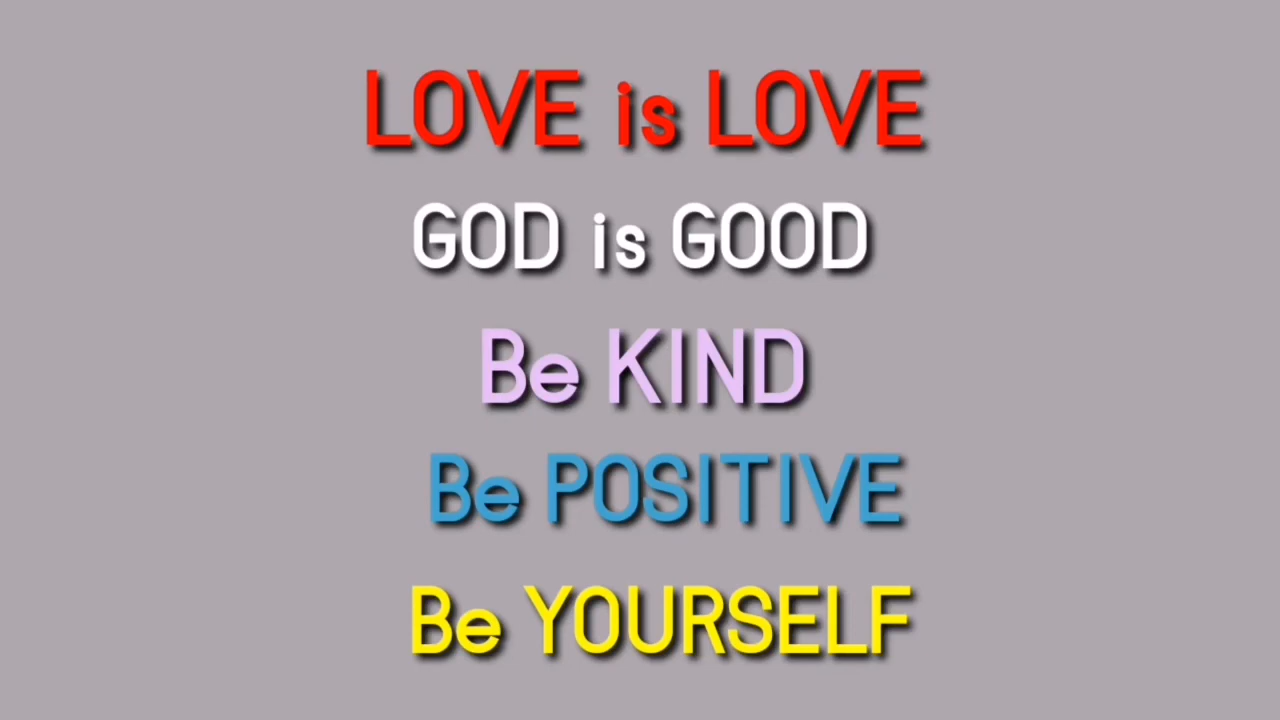 LOVE is LOVE
GOD is GOOD
Be KIND
Be POSITIVE
Be YOURSELF